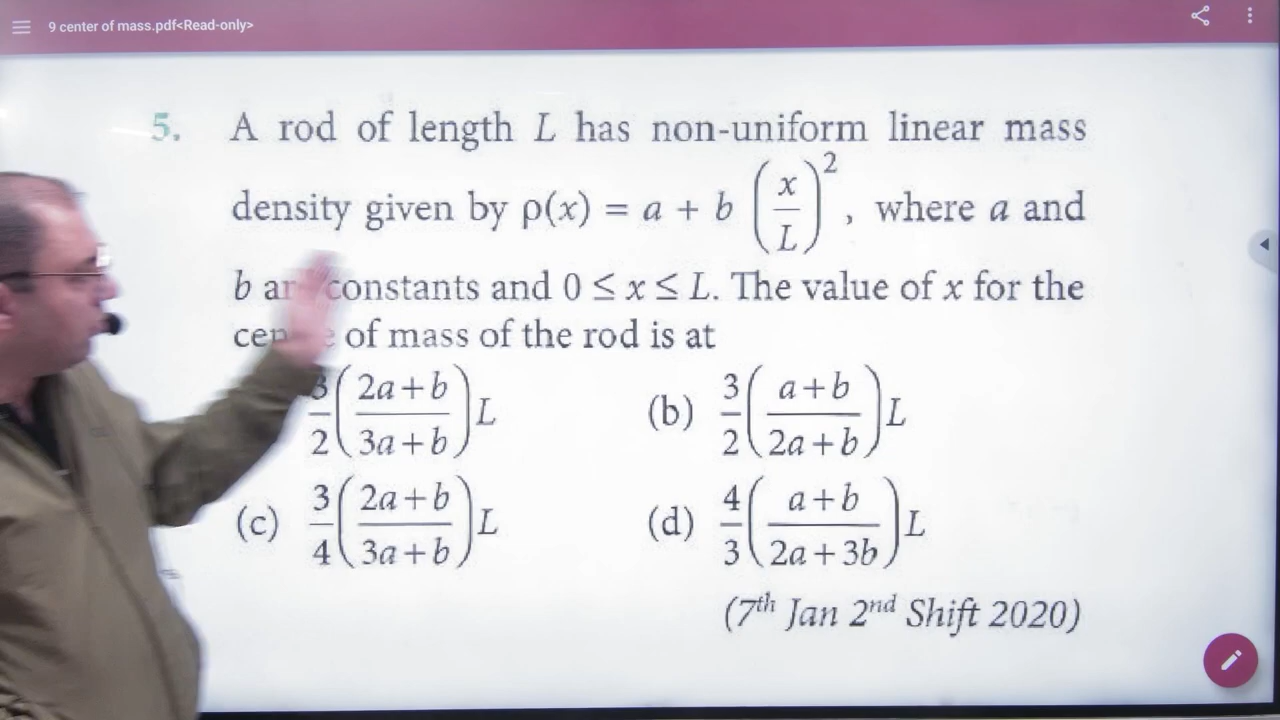 9 center of mass.pdf<Read-only>
5. A rod of length L has non-uniform linear mass
density given by ρ(x) = a + b (x/L)², where a and
b constants and 0 ≤ x ≤ L. The value of x for the
of mass of the rod is at
3/2 (2a+b / 3a+b) L (b) 3/2 (a+b / 2a+b) L
(c) 3/4 (2a+b / 3a+b) L (d) 4/3 (a+b / 2a+3b) L
(7th Jan 2nd Shift 2020)